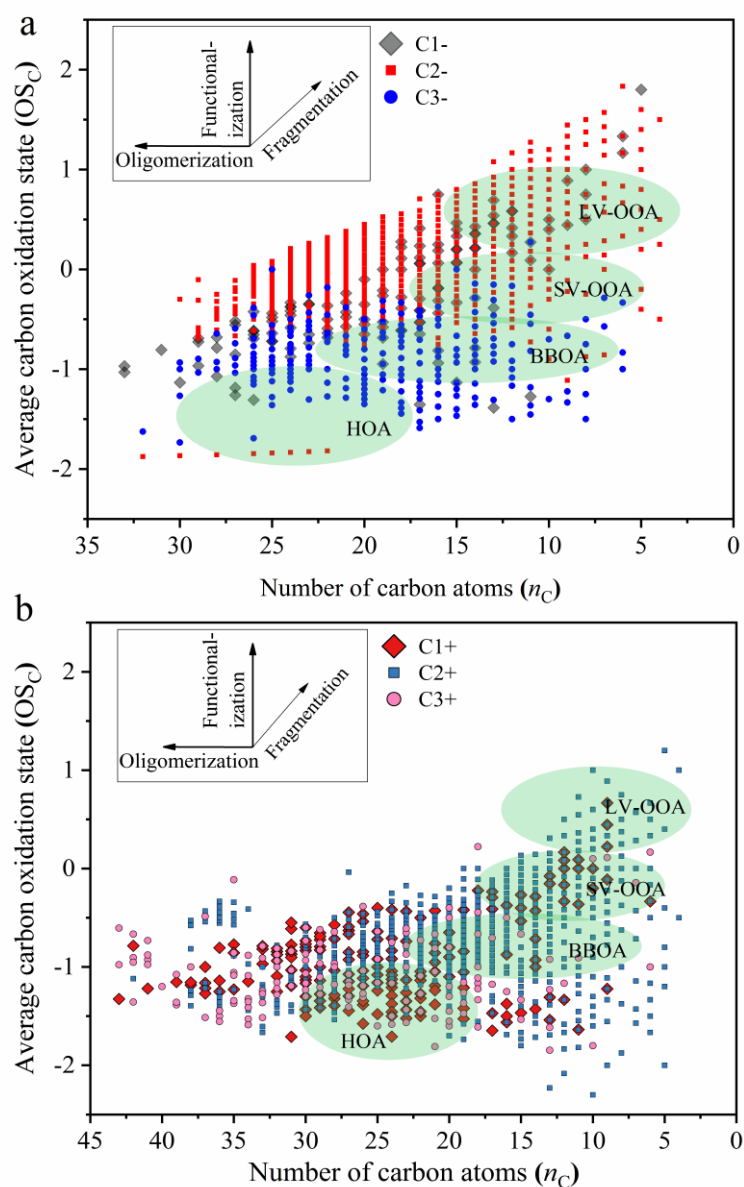 a
Functional-
ization
Oligomerization
Fragmentation
C1-
C2-
C3-
LV-OOA
SV-OOA
BBOA
HOA
2
1
0
-1
-2
Average carbon oxidation state (OSC)
35 30 25 20 15 10 5 0
Number of carbon atoms (nC)
b
Functional-
ization
Oligomerization
Fragmentation
C1+
C2+
C3+
LV-OOA
SV-OOA
BBOA
HOA
2
1
0
-1
-2
Average carbon oxidation state (OSC)
45 40 35 30 25 20 15 10 5 0
Number of carbon atoms (nC)